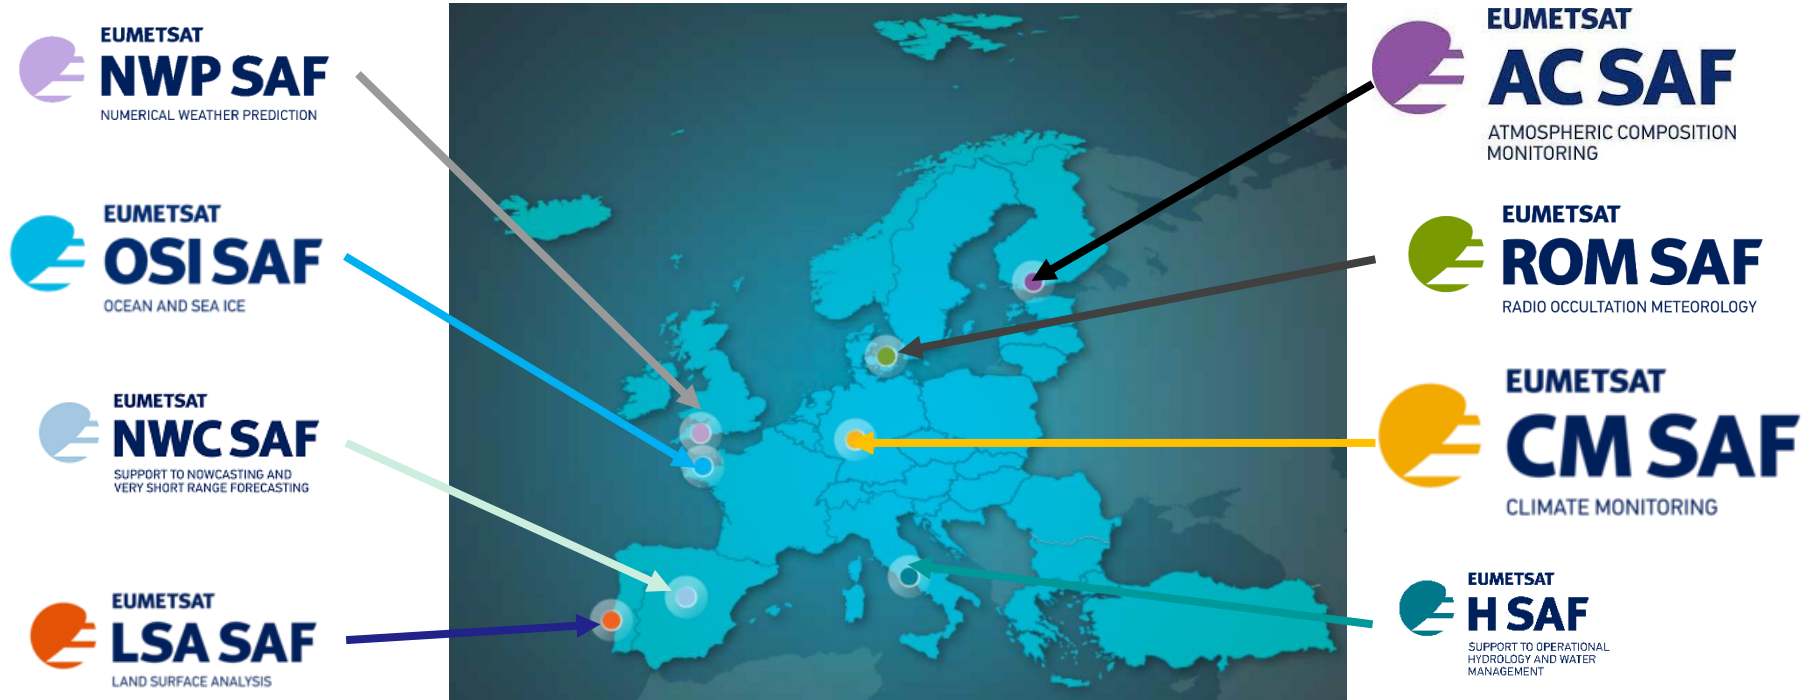 EUMETSAT
NWP SAF
NUMERICAL WEATHER PREDICTION
EUMETSAT
OSI SAF
OCEAN AND SEA ICE
EUMETSAT
NWC SAF
SUPPORT TO NOWCASTING AND
VERY SHORT RANGE FORECASTING
EUMETSAT
LSA SAF
LAND SURFACE ANALYSIS
EUMETSAT
AC SAF
ATMOSPHERIC COMPOSITION
MONITORING
EUMETSAT
ROM SAF
RADIO OCCULTATION METEOROLOGY
EUMETSAT
CM SAF
CLIMATE MONITORING
EUMETSAT
H SAF
SUPPORT TO OPERATIONAL
HYDROLOGY AND WATER
MANAGEMENT